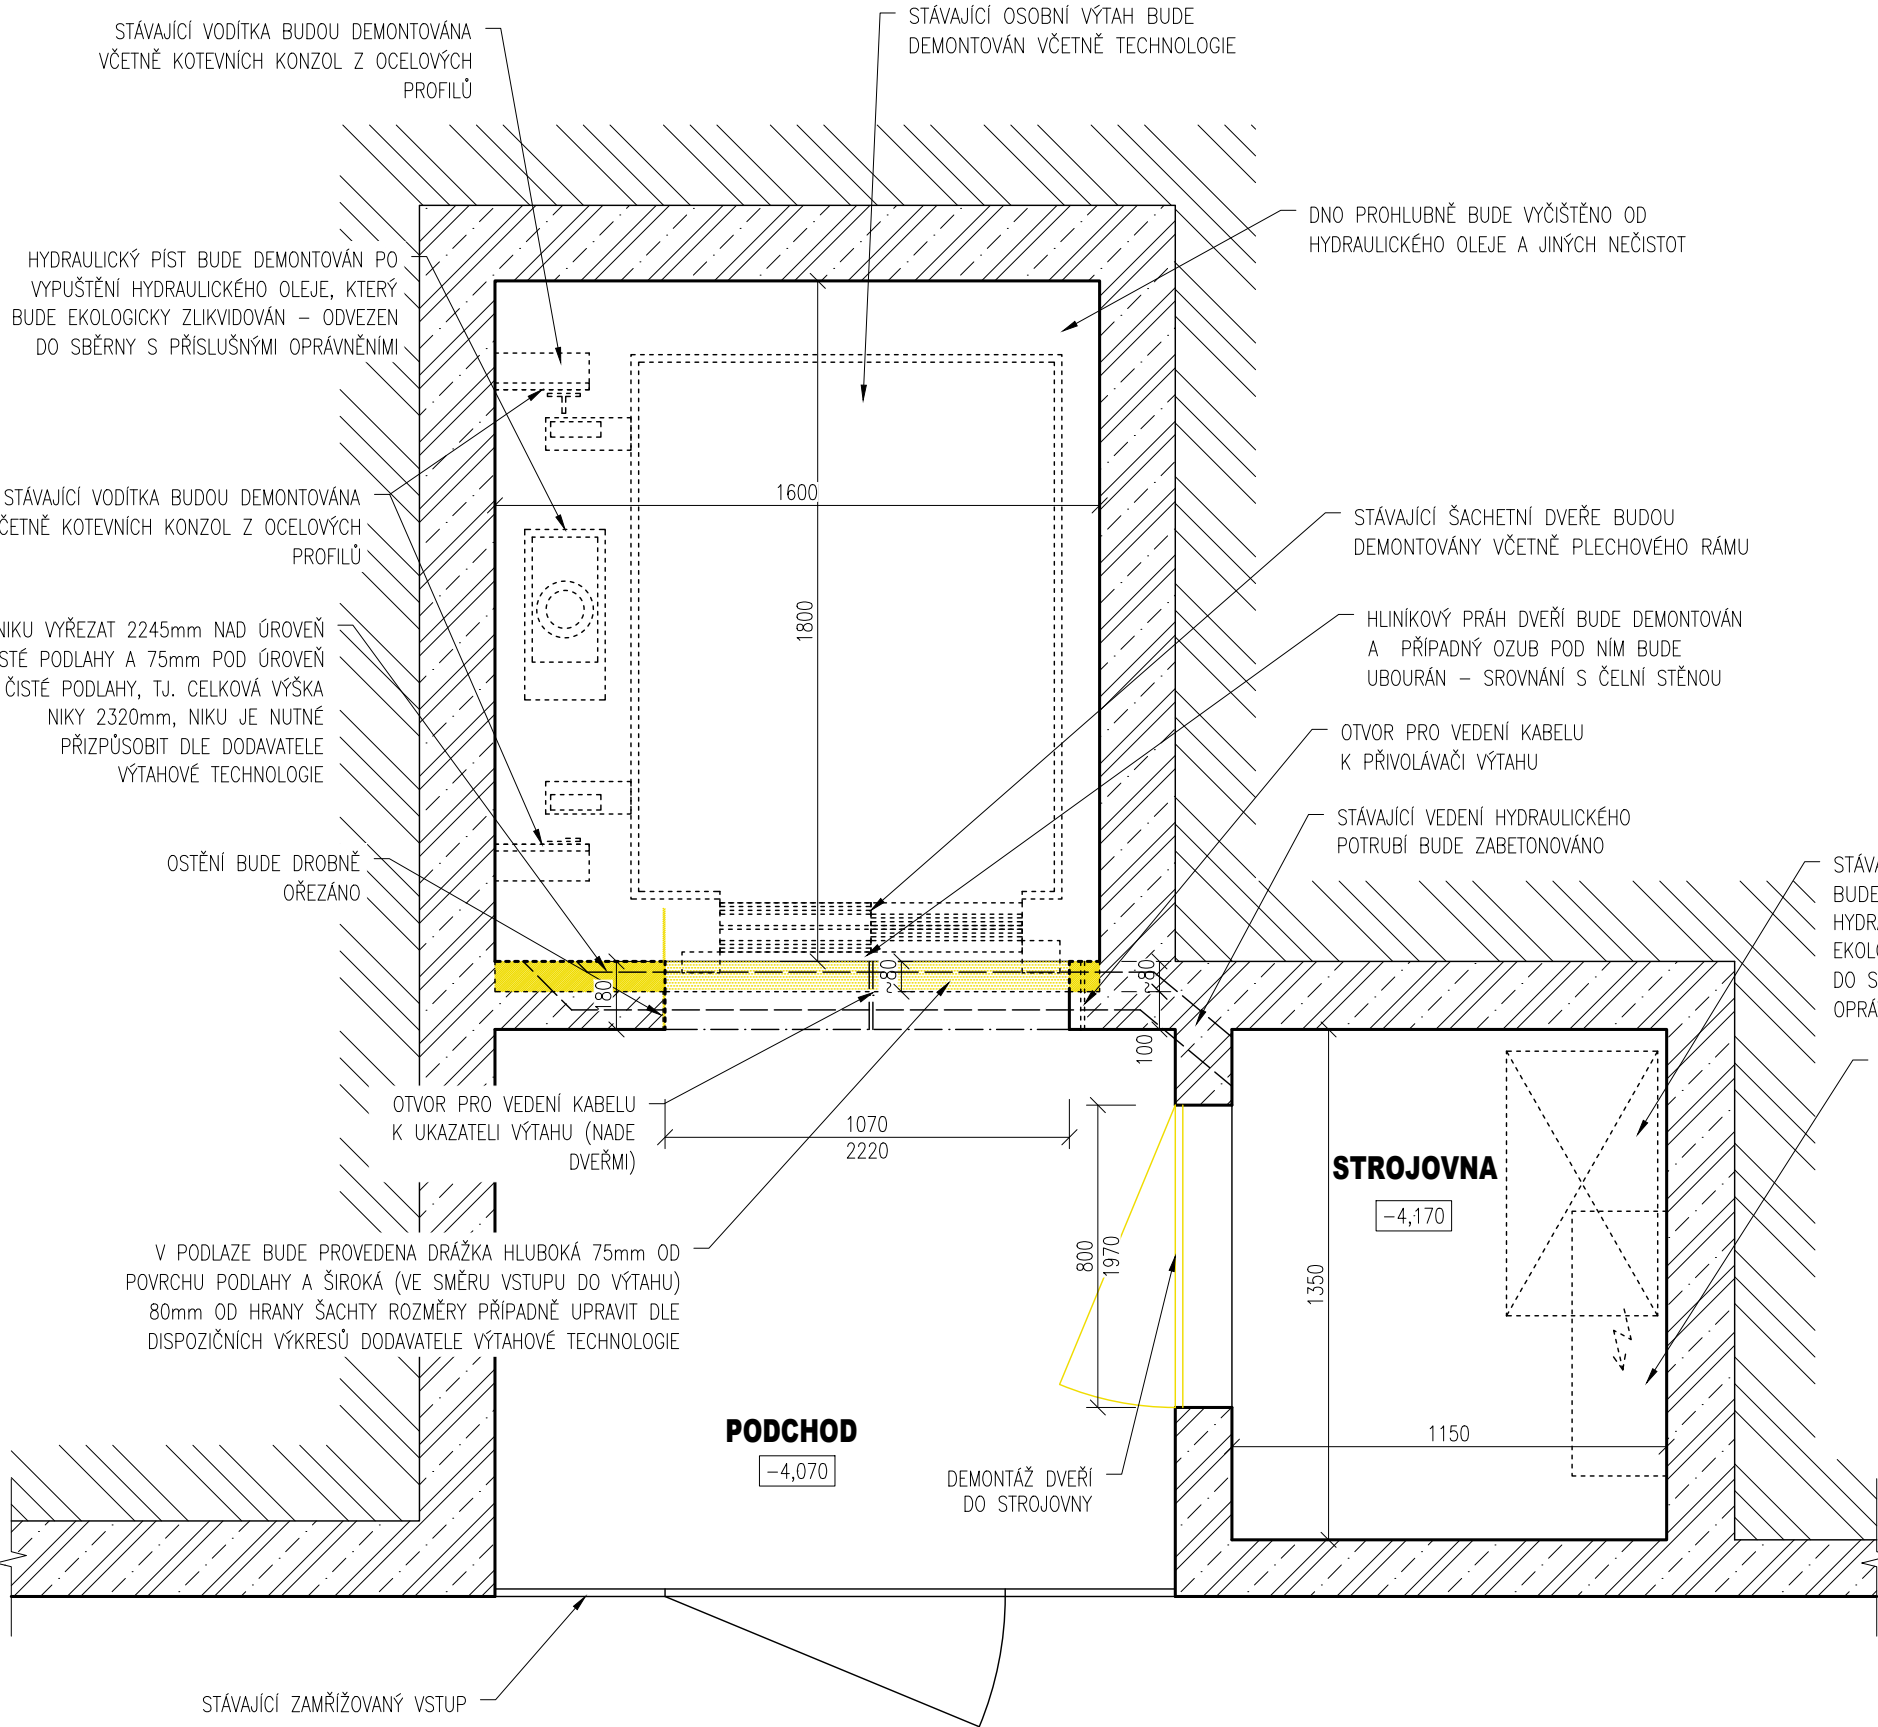 STÁVAJÍCÍ VODÍTKA BUDOU DEMONTOVÁNA
VČETNĚ KOTEVNÍCH KONZOL Z OCELOVÝCH
PROFILŮ
STÁVAJÍCÍ OSOBNÍ VÝTAH BUDE
DEMONTOVÁN VČETNĚ TECHNOLOGIE
DNO PROHLUBNĚ BUDE VYČIŠTĚNO OD
HYDRAULICKÉHO OLEJE A JINÝCH NEČISTOT
HYDRAULICKÝ PÍST BUDE DEMONTOVÁN PO
VYPUŠTĚNÍ HYDRAULICKÉHO OLEJE, KTERÝ
BUDE EKOLOGICKY ZLIKVIDOVÁN – ODVEZEN
DO SBĚRNY S PŘÍSLUŠNÝMI OPRÁVNĚNÍMI
STÁVAJÍCÍ VODÍTKA BUDOU DEMONTOVÁNA
ČETNĚ KOTEVNÍCH KONZOL Z OCELOVÝCH
PROFILŮ
1600
1800
STÁVAJÍCÍ ŠACHETNÍ DVEŘE BUDOU
DEMONTOVÁNY VČETNĚ PLECHOVÉHO RÁMU
NIKU VYŘEZAT 2245mm NAD ÚROVEŇ
STÉ PODLAHY A 75mm POD ÚROVEŇ
ČISTÉ PODLAHY, TJ. CELKOVÁ VÝŠKA
NIKY 2320mm, NIKU JE NUTNÉ
PŘIZPŮSOBIT DLE DODAVATELE
VÝTAHOVÉ TECHNOLOGIE
HLINÍKOVÝ PRÁH DVEŘÍ BUDE DEMONTOVÁN
A PŘÍPADNÝ OZUB POD NÍM BUDE
UBOURÁN – SROVNÁNÍ S ČELNÍ STĚNOU
OTVOR PRO VEDENÍ KABELU
K PŘIVOLÁVAČI VÝTAHU
STÁVAJÍCÍ VEDENÍ HYDRAULICKÉHO
POTRUBÍ BUDE ZABETONOVÁNO
OSTĚNÍ BUDE DROBNĚ
OŘEZÁNO
STÁVA
BUDE
HYDRA
EKOLO
DO S
OPRÁV
180
~80
~80
100
OTVOR PRO VEDENÍ KABELU
K UKAZATELI VÝTAHU (NADE
DVEŘMI)
1070
2220
STROJOVNA
-4,170
800
1970
1350
V PODLAZE BUDE PROVEDENA DRÁŽKA HLUBOKÁ 75mm OD
POVRCHU PODLAHY A ŠIROKÁ (VE SMĚRU VSTUPU DO VÝTAHU)
80mm OD HRANY ŠACHTY ROZMĚRY PŘÍPADNĚ UPRAVIT DLE
DISPOZIČNÍCH VÝKRESŮ DODAVATELE VÝTAHOVÉ TECHNOLOGIE
PODCHOD
-4,070
1150
DEMONTÁŽ DVEŘÍ
DO STROJOVNY
STÁVAJÍCÍ ZAMŘÍŽOVANÝ VSTUP